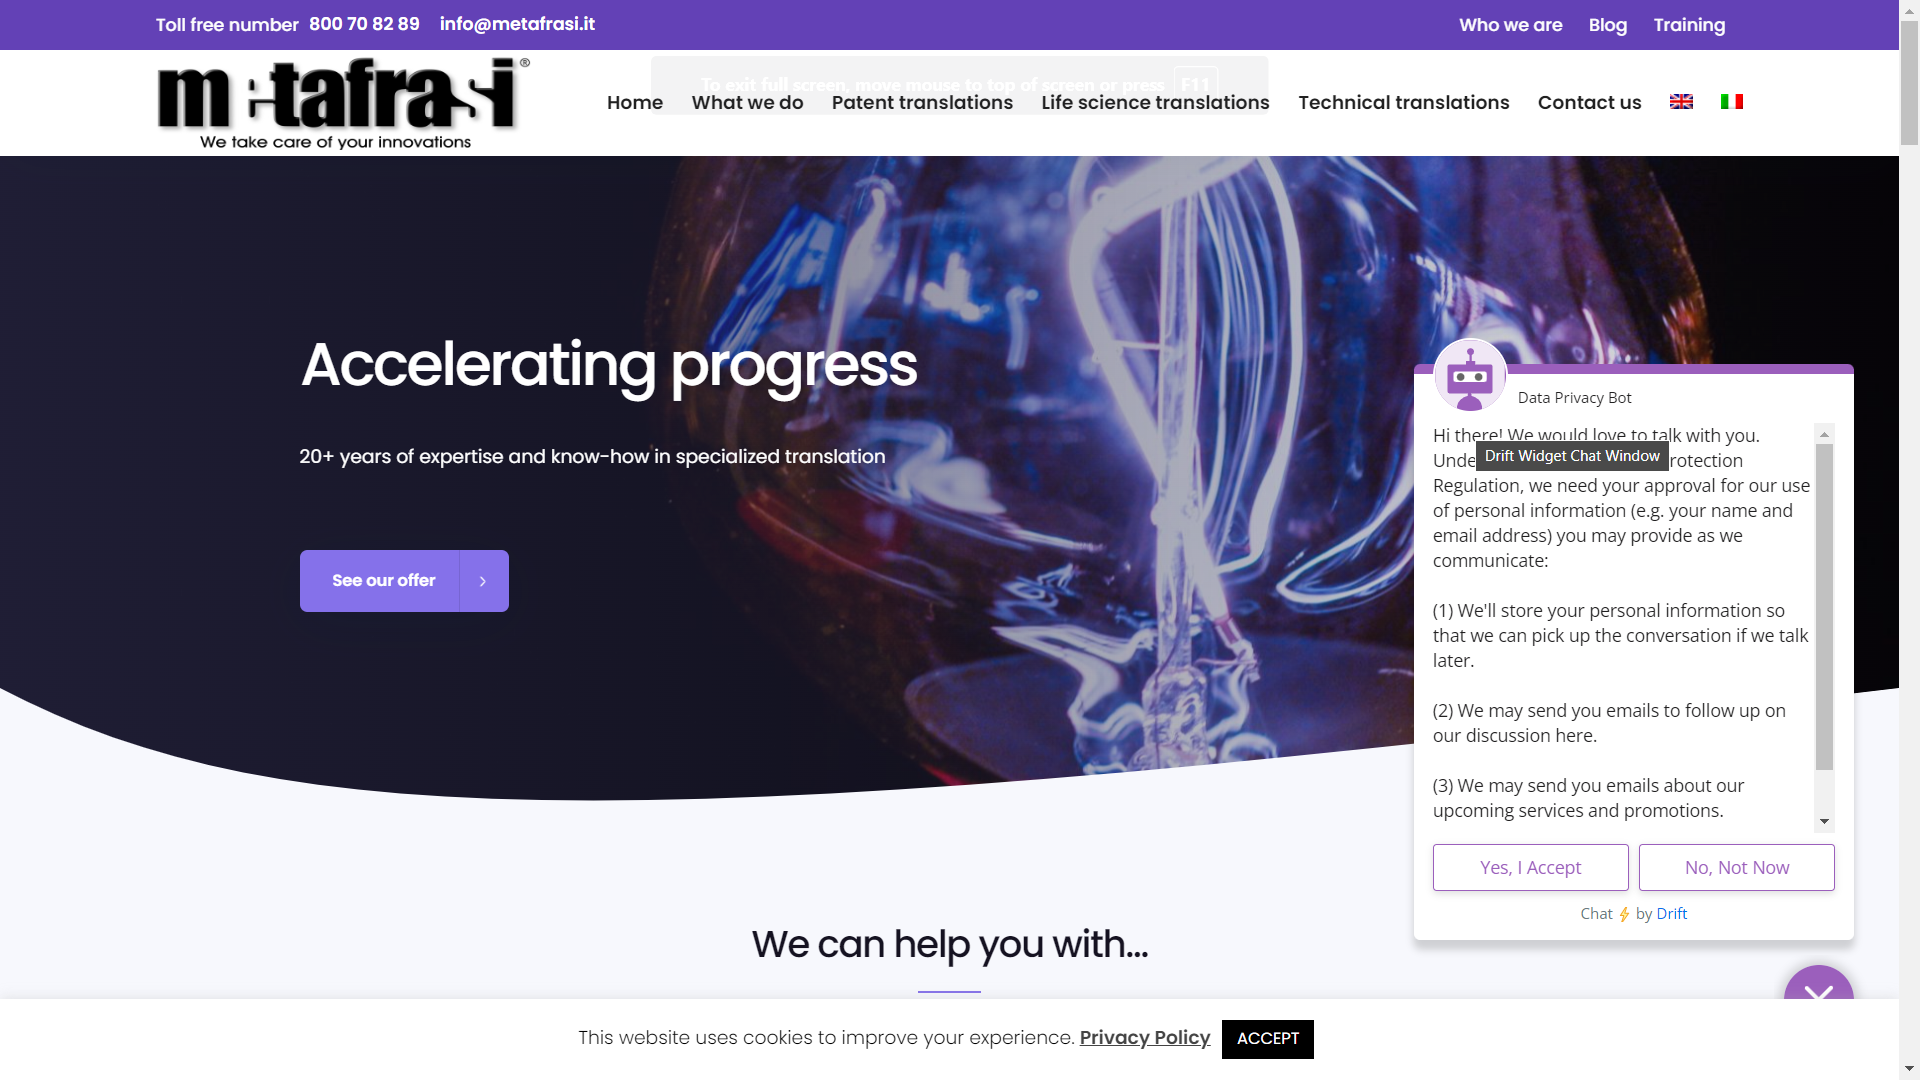 Toll free number 800 70 82 89 info@metafrasi.it
Who we are Blog Training
metafrasi®
We take care of your innovations
To exit full screen, move mouse to top of screen or press F11
Home What we do Patent translations Life science translations Technical translations Contact us
Accelerating progress
20+ years of expertise and know-how in specialized translation
See our offer
Data Privacy Bot
Hi there! We would love to talk with you.
Unde rotection
Drift Widget Chat Window
Regulation, we need your approval for our use
of personal information (e.g. your name and
email address) you may provide as we
communicate:
(1) We'll store your personal information so
that we can pick up the conversation if we talk
later.
(2) We may send you emails to follow up on
our discussion here.
(3) We may send you emails about our
upcoming services and promotions.
Yes, I Accept No, Not Now
Chat ⚡ by Drift
We can help you with...
This website uses cookies to improve your experience. Privacy Policy ACCEPT